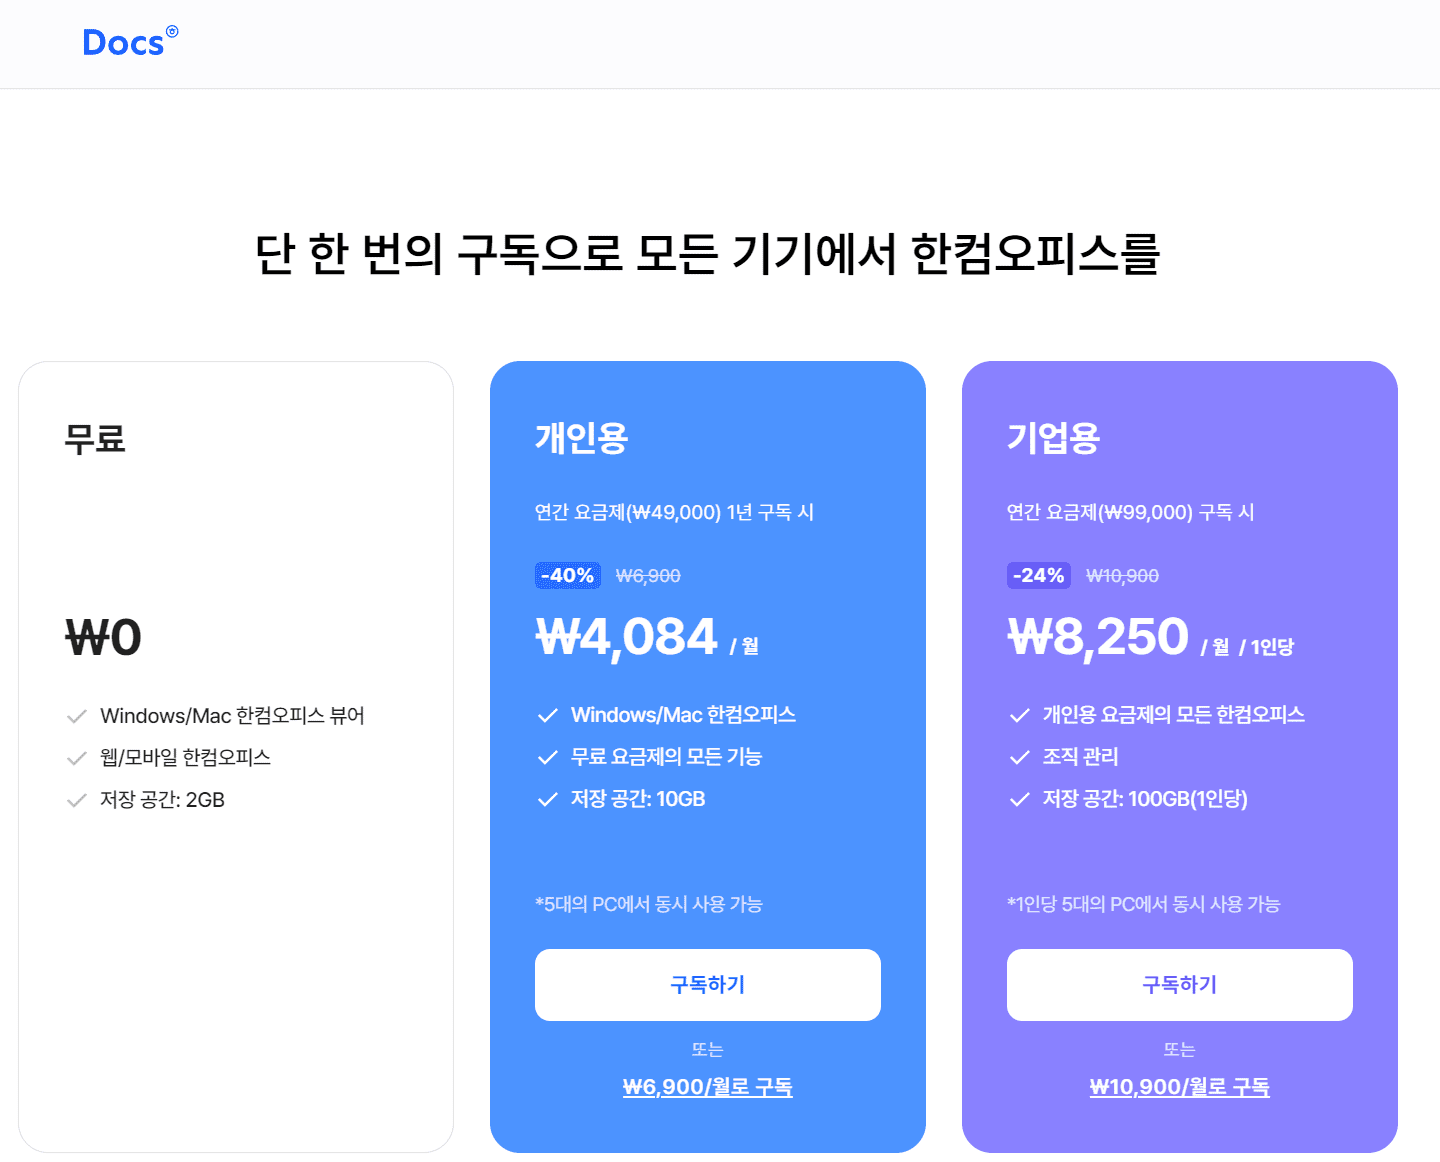 Docs
단 한 번의 구독으로 모든 기기에서 한컴오피스를
무료
₩0
Windows/Mac 한컴오피스 뷰어
웹/모바일 한컴오피스
저장 공간: 2GB
개인용
연간 요금제(₩49,000) 1년 구독 시
-40% ₩6,900
₩4,084 / 월
Windows/Mac 한컴오피스
무료 요금제의 모든 기능
저장 공간: 10GB
*5대의 PC에서 동시 사용 가능
구독하기
또는
₩6,900/월로 구독
기업용
연간 요금제(₩99,000) 구독 시
-24% ₩10,900
₩8,250 / 월 / 1인당
개인용 요금제의 모든 한컴오피스
조직 관리
저장 공간: 100GB(1인당)
*1인당 5대의 PC에서 동시 사용 가능
구독하기
또는
₩10,900/월로 구독